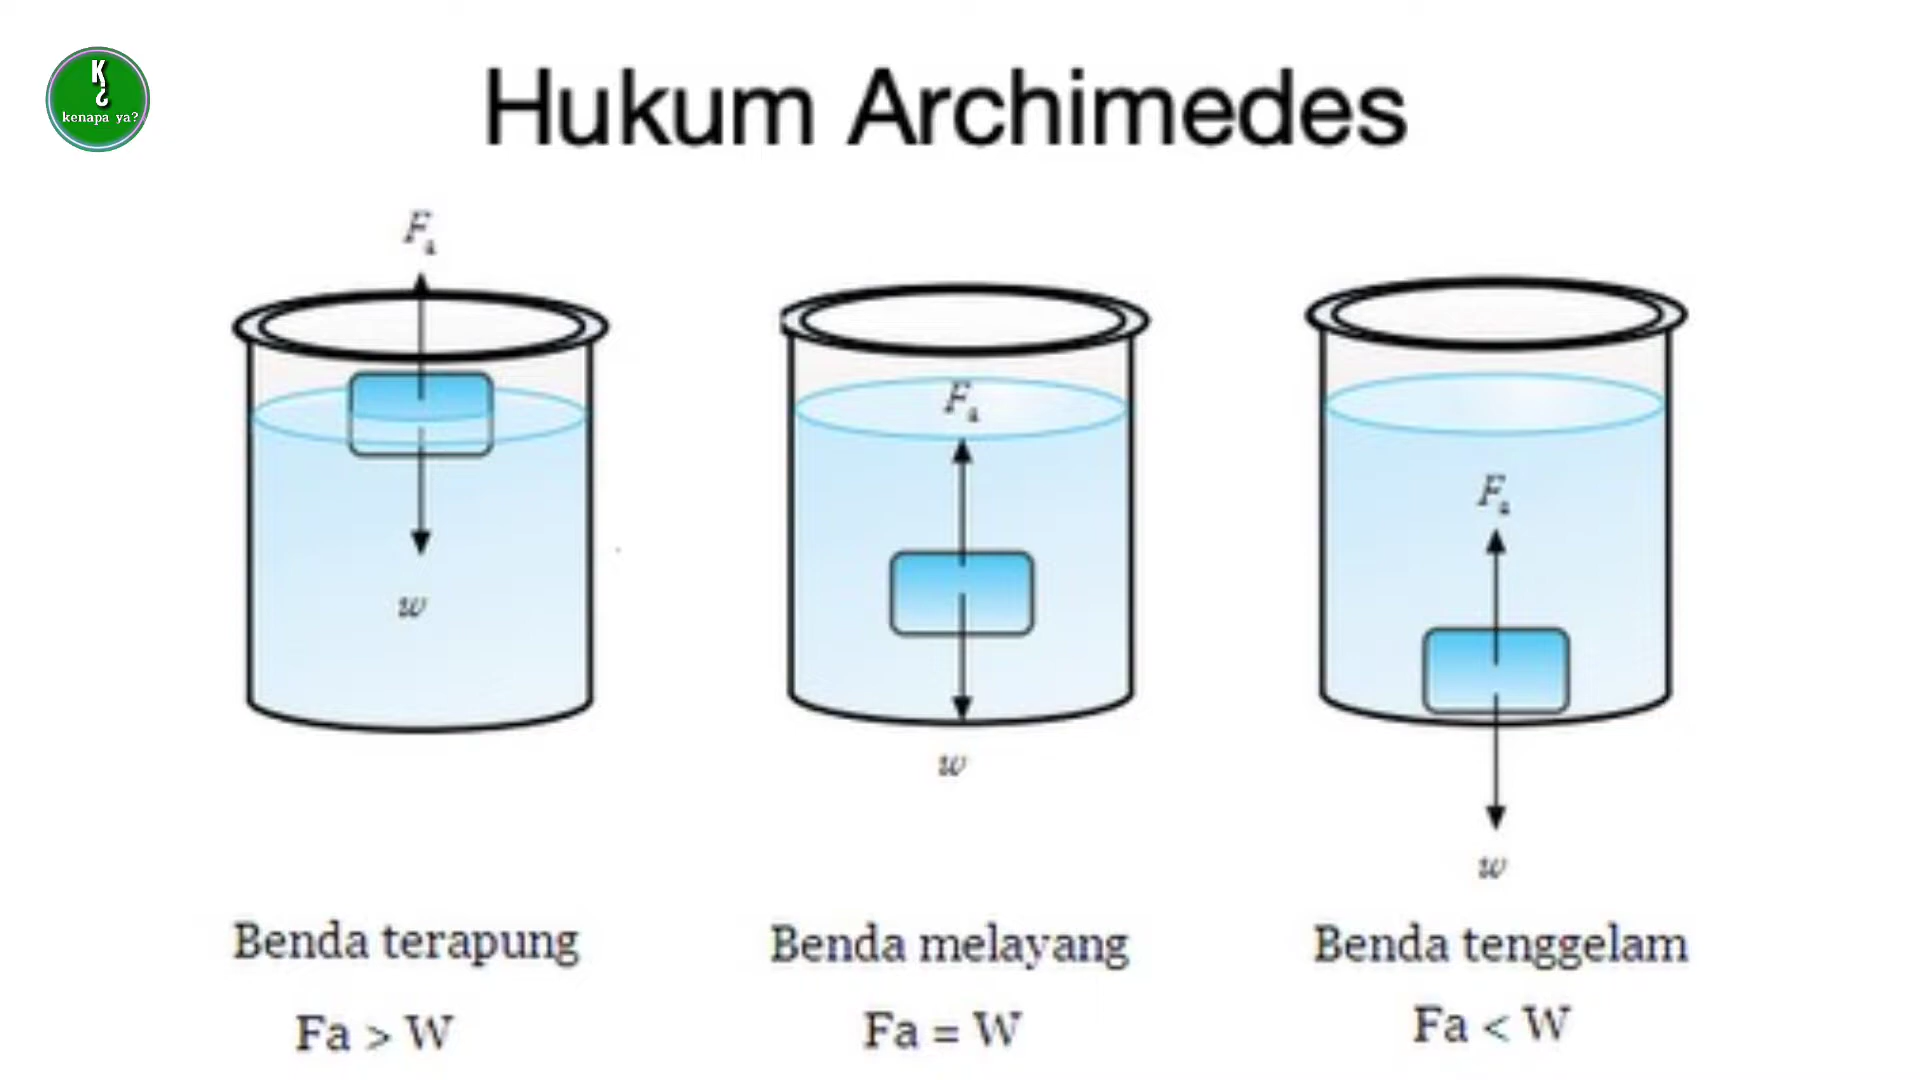 K
?
kenapa ya?
Hukum Archimedes
Fa
w
Fa
w
Fa
w
Benda terapung
Fa > W
Benda melayang
Fa = W
Benda tenggelam
Fa < W